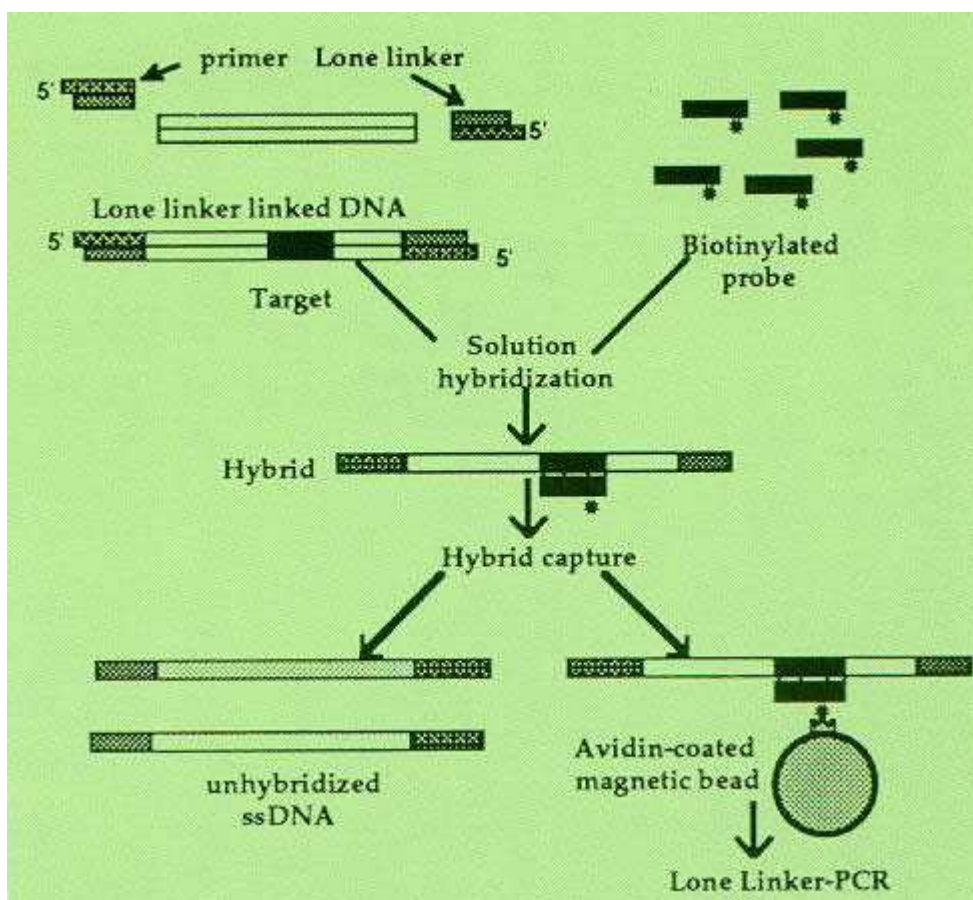 primer Lone linker
5'
5'
Lone linker linked DNA
5'
5'
Target
Biotinylated
probe
Solution
hybridization
Hybrid
Hybrid capture
unhybridized
ssDNA
Avidin-coated
magnetic bead
Lone Linker-PCR